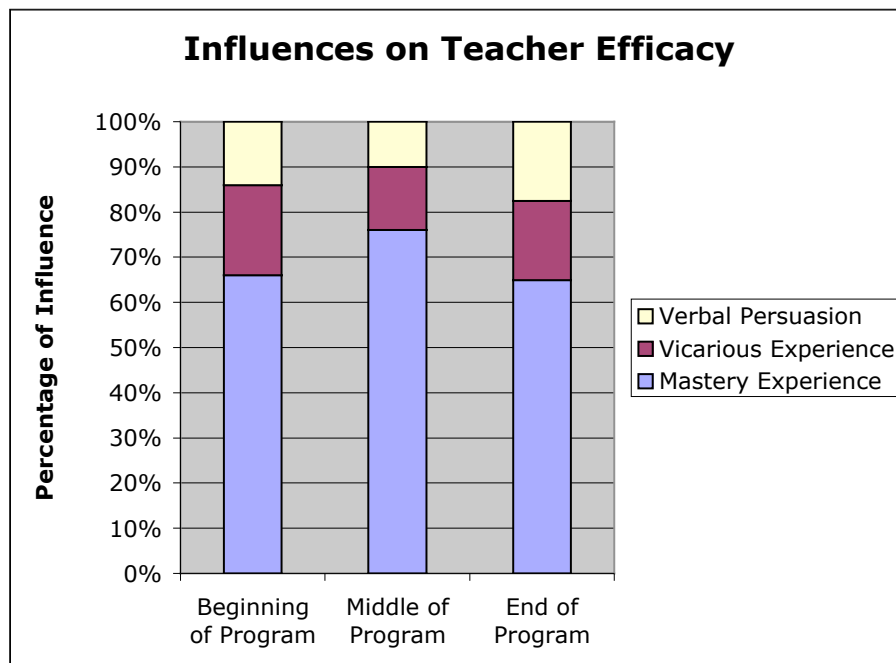 Influences on Teacher Efficacy
100%
90%
80%
70%
60%
50%
40%
30%
20%
10%
0%
Percentage of Influence
Beginning
of Program
Middle of
Program
End of
Program
Verbal Persuasion
Vicarious Experience
Mastery Experience